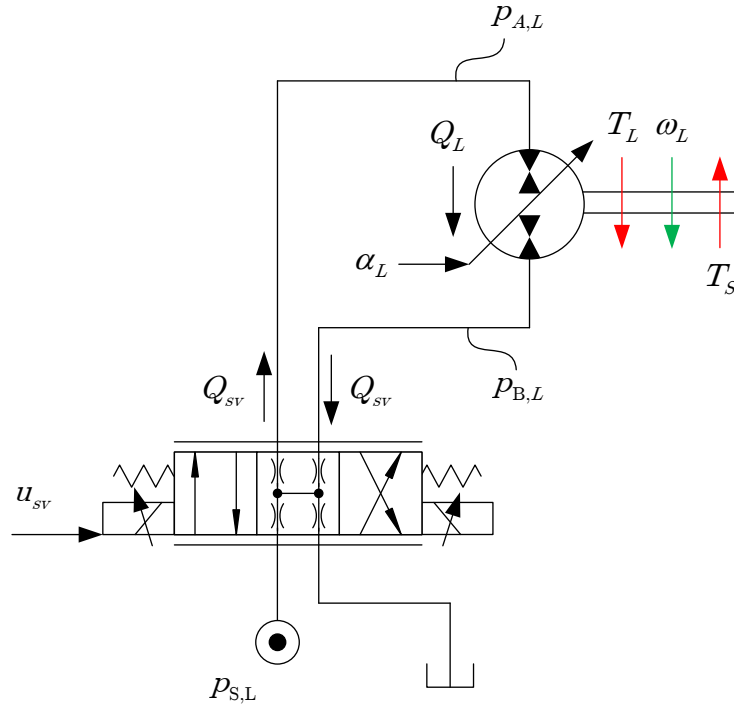 p_{A,L}
Q_L
T_L
ω_L
α_L
T_S
p_{B,L}
Q_{sv}
Q_{sv}
u_{sv}
p_{S,L}